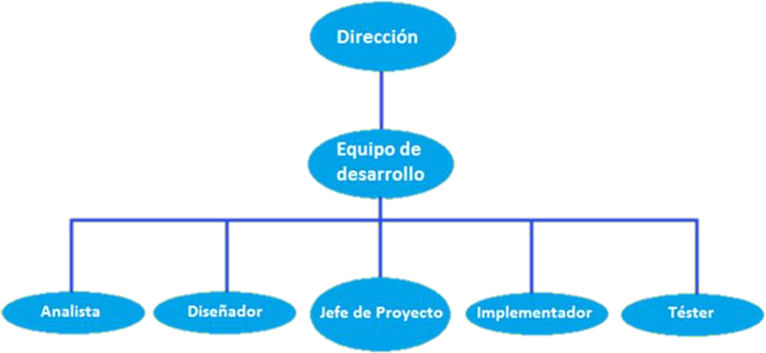 Dirección
Equipo de
desarrollo
Analista
Diseñador
Jefe de Proyecto
Implementador
Téster